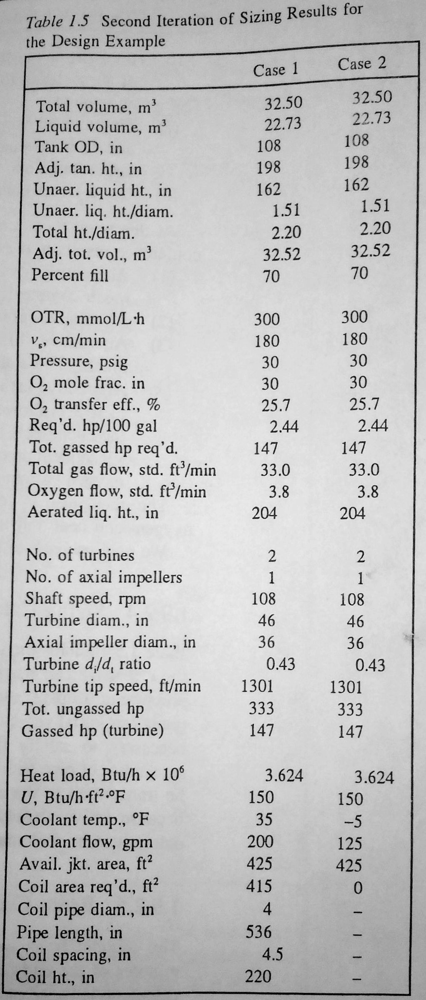 Table 1.5 Second Iteration of Sizing Results for
the Design Example
Case 1 Case 2
Total volume, m³ 32.50 32.50
Liquid volume, m³ 22.73 22.73
Tank OD, in 108 108
Adj. tan. ht., in 198 198
Unaer. liquid ht., in 162 162
Unaer. liq. ht./diam. 1.51 1.51
Total ht./diam. 2.20 2.20
Adj. tot. vol., m³ 32.52 32.52
Percent fill 70 70
OTR, mmol/L·h 300 300
vₛ, cm/min 180 180
Pressure, psig 30 30
O₂ mole frac. in 30 30
O₂ transfer eff., % 25.7 25.7
Req'd. hp/100 gal 2.44 2.44
Tot. gassed hp req'd. 147 147
Total gas flow, std. ft³/min 33.0 33.0
Oxygen flow, std. ft³/min 3.8 3.8
Aerated liq. ht., in 204 204
No. of turbines 2 2
No. of axial impellers 1 1
Shaft speed, rpm 108 108
Turbine diam., in 46 46
Axial impeller diam., in 36 36
Turbine dᵢ/dₜ ratio 0.43 0.43
Turbine tip speed, ft/min 1301 1301
Tot. ungassed hp 333 333
Gassed hp (turbine) 147 147
Heat load, Btu/h × 10⁶ 3.624 3.624
U, Btu/h·ft²·°F 150 150
Coolant temp., °F 35 –5
Coolant flow, gpm 200 125
Avail. jkt. area, ft² 425 425
Coil area req'd., ft² 415 0
Coil pipe diam., in 4 –
Pipe length, in 536 –
Coil spacing, in 4.5 –
Coil ht., in 220 –